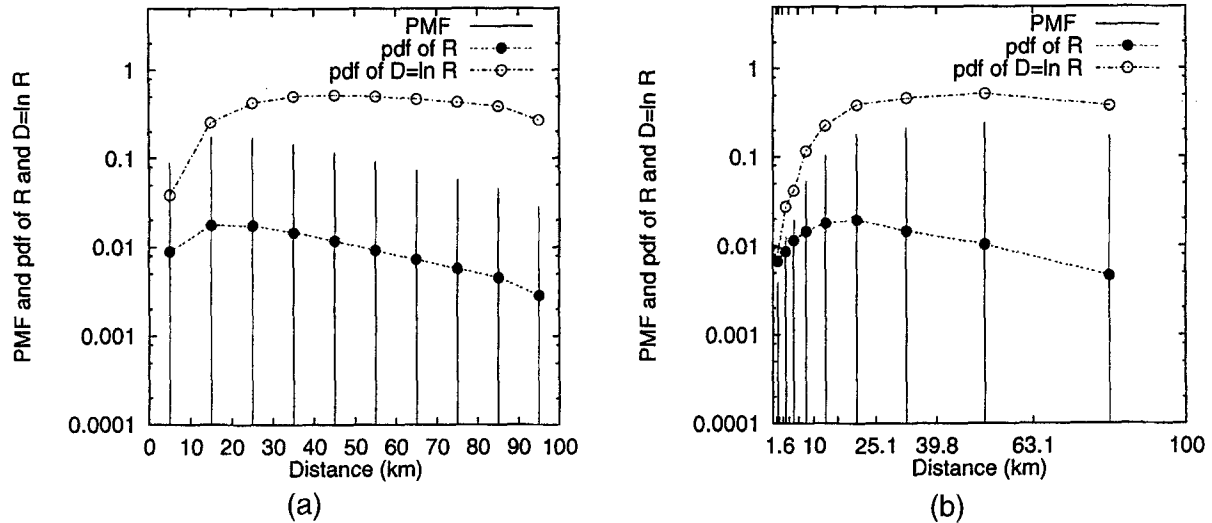 PMF
pdf of R
pdf of D=ln R
1
0.1
0.01
0.001
0.0001
PMF and pdf of R and D=ln R
0 10 20 30 40 50 60 70 80 90 100
Distance (km)
(a)
PMF
pdf of R
pdf of D=ln R
1
0.1
0.01
0.001
0.0001
PMF and pdf of R and D=ln R
1.6 10 25.1 39.8 63.1 100
Distance (km)
(b)